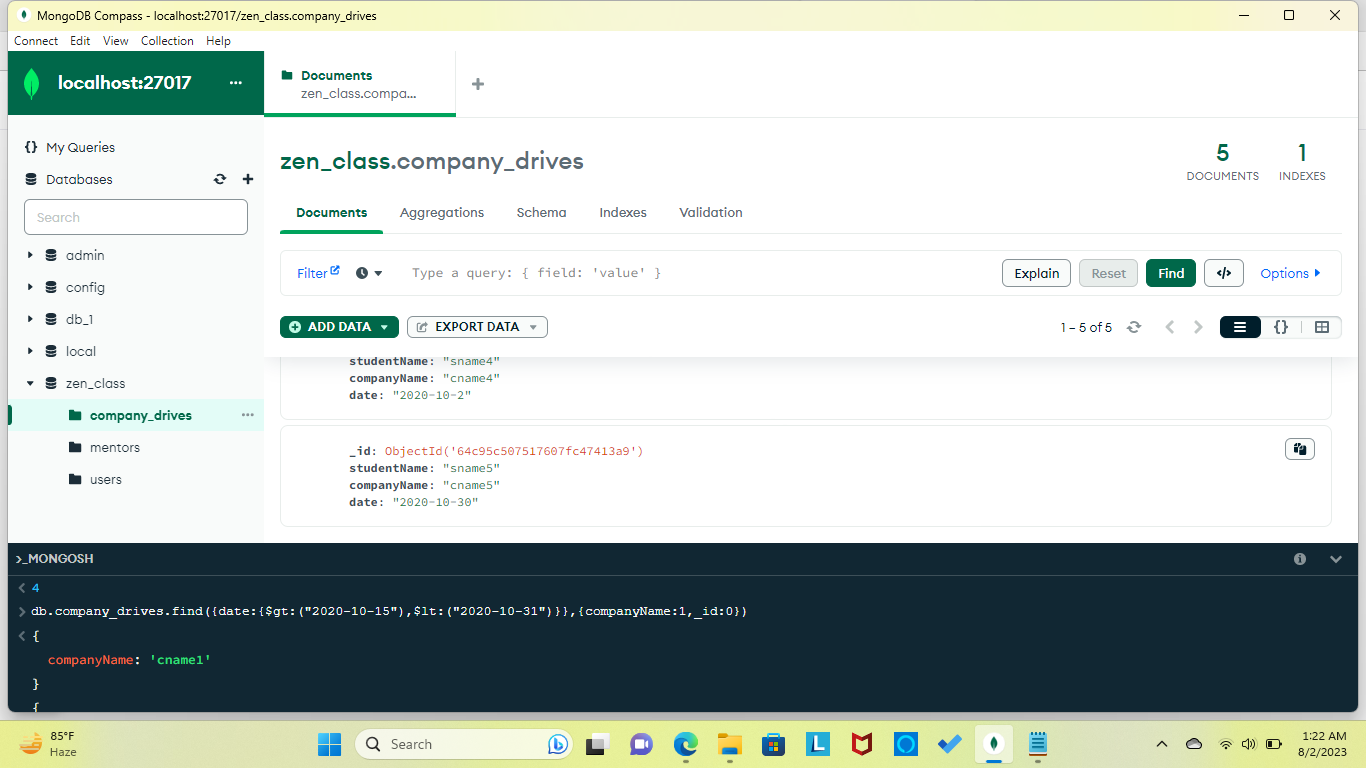 MongoDB Compass - localhost:27017/zen_class.company_drives
Connect Edit View Collection Help
localhost:27017
Documents
zen_class.compa...
My Queries
Databases
Search
admin
config
db_1
local
zen_class
company_drives
mentors
users
zen_class.company_drives
5
DOCUMENTS
1
INDEXES
Documents Aggregations Schema Indexes Validation
Filter Type a query: { field: 'value' } Explain Reset Find </> Options
ADD DATA EXPORT DATA 1 – 5 of 5 {}
studentName: "sname4"
companyName: "cname4"
date: "2020-10-2"
_id: ObjectId('64c95c507517607fc47413a9')
studentName: "sname5"
companyName: "cname5"
date: "2020-10-30"
>_MONGOSH
< 4
> db.company_drives.find({date:{$gt:("2020-10-15"),$lt:("2020-10-31")}},{companyName:1,_id:0})
< {
companyName: 'cname1'
}
{
85°F
Haze
Search
1:22 AM
8/2/2023